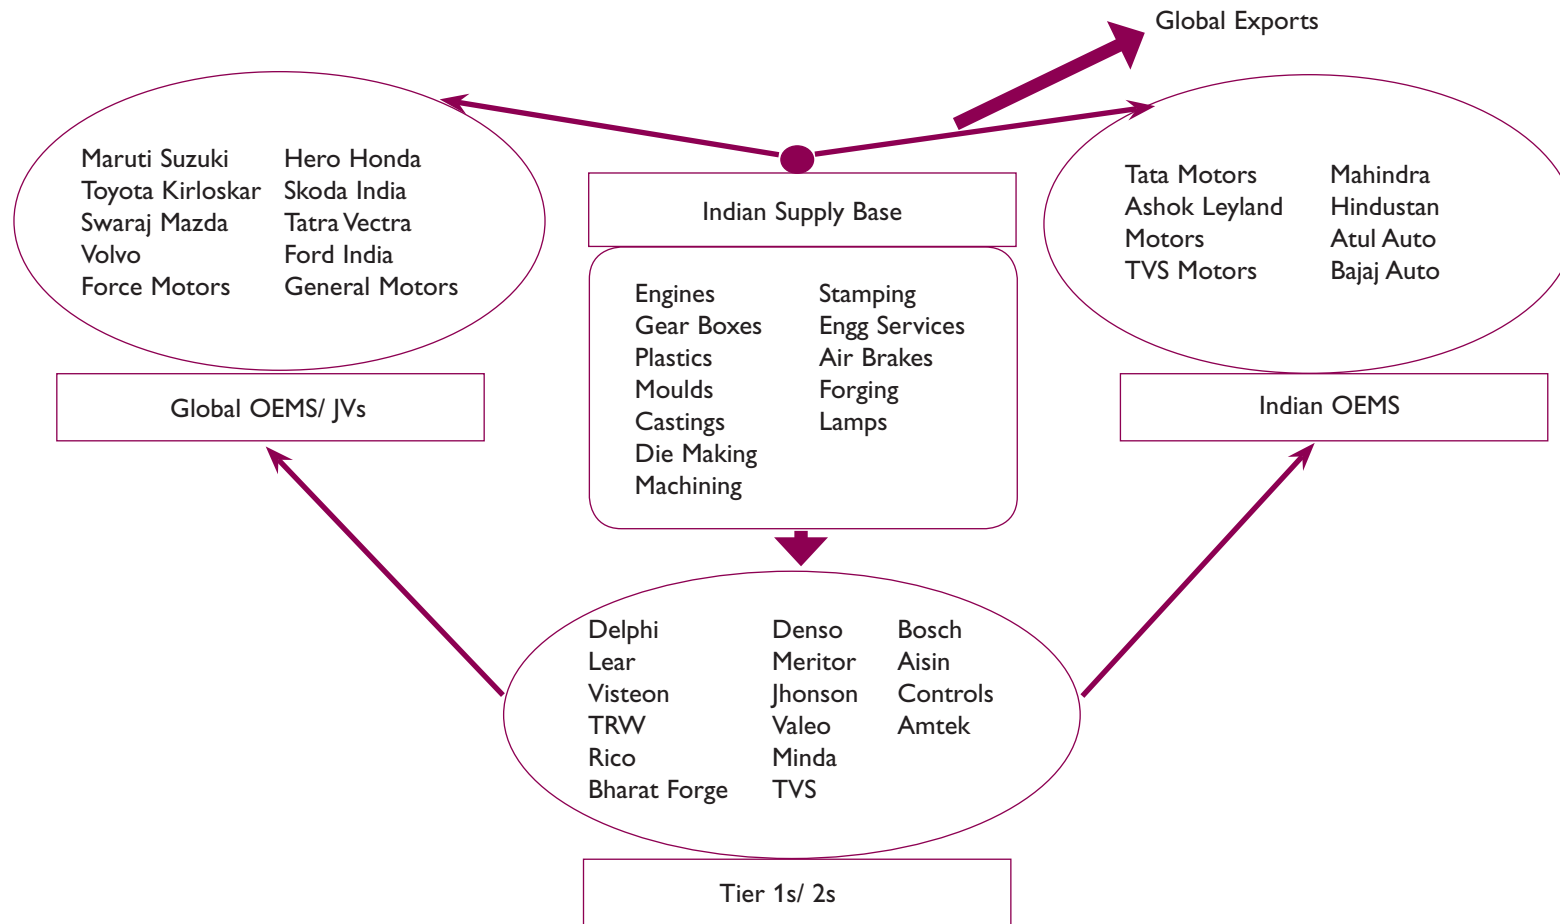 Global Exports
Maruti Suzuki Hero Honda
Toyota Kirloskar Skoda India
Swaraj Mazda Tatra Vectra
Volvo Ford India
Force Motors General Motors
Global OEMS/ JVs
Indian Supply Base
Engines Stamping
Gear Boxes Engg Services
Plastics Air Brakes
Moulds Forging
Castings Lamps
Die Making
Machining
Tata Motors Mahindra
Ashok Leyland Hindustan
Motors Atul Auto
TVS Motors Bajaj Auto
Indian OEMS
Delphi Denso Bosch
Lear Meritor Aisin
Visteon Jhonson Controls
TRW Valeo Amtek
Rico Minda
Bharat Forge TVS
Tier 1s/ 2s